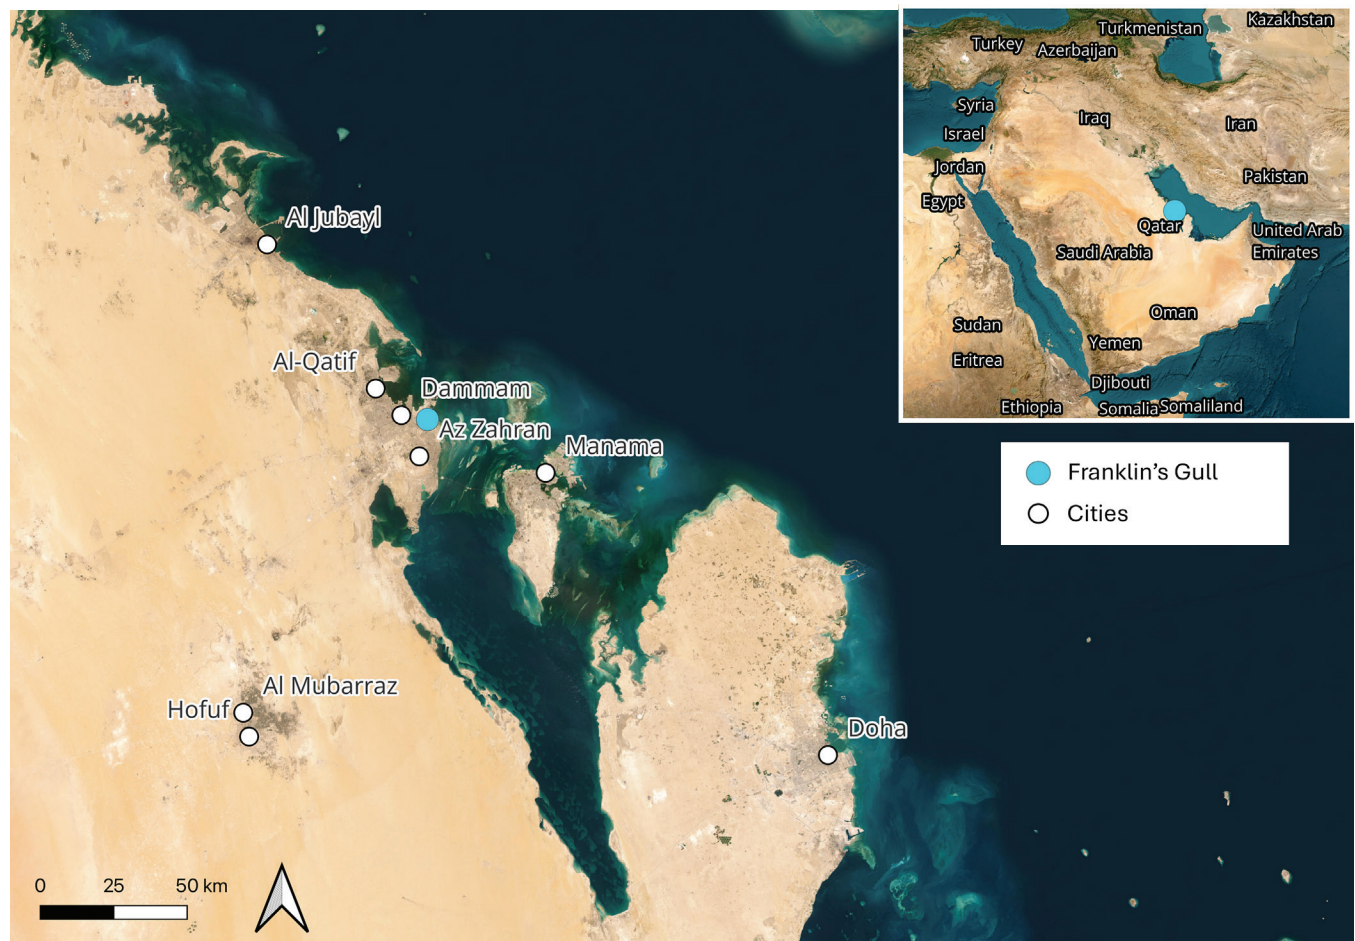 Al Jubayl
Al-Qatif
Dammam
Az Zahran
Manama
Al Mubarraz
Hofuf
Doha
0 25 50 km
Kazakhstan
Turkmenistan
Turkey
Azerbaijan
Syria
Iraq
Iran
Israel
Jordan
Pakistan
Egypt
Qatar
United Arab
Emirates
Saudi Arabia
Oman
Sudan
Yemen
Eritrea
Djibouti
Ethiopia
Somalia
Somaliland
Franklin’s Gull
Cities